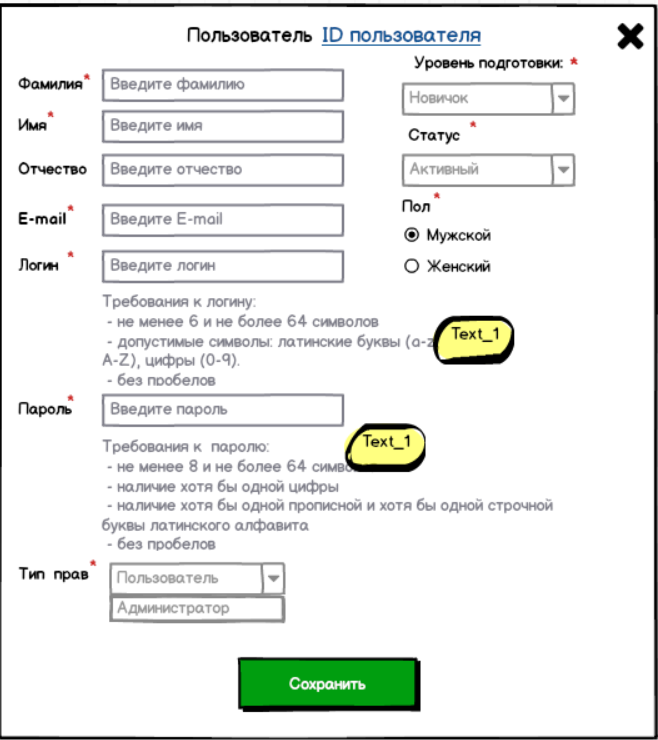 Пользователь ID пользователя
Фамилия*
Введите фамилию
Имя*
Введите имя
Отчество
Введите отчество
E-mail*
Введите E-mail
Логин*
Введите логин
Требования к логину:
- не менее 6 и не более 64 символов
- допустимые символы: латинские буквы (a-z
A-Z), цифры (0-9).
- без пробелов
Text_1
Пароль*
Введите пароль
Требования к паролю:
- не менее 8 и не более 64
- наличие хотя бы одной цифры
- наличие хотя бы одной прописной и хотя бы одной строчной
буквы латинского алфавита
- без пробелов
Text_1
Тип прав*
Пользователь
Администратор
Уровень подготовки: *
Новичок
Статус *
Активный
Пол*
Мужской
Женский
Сохранить